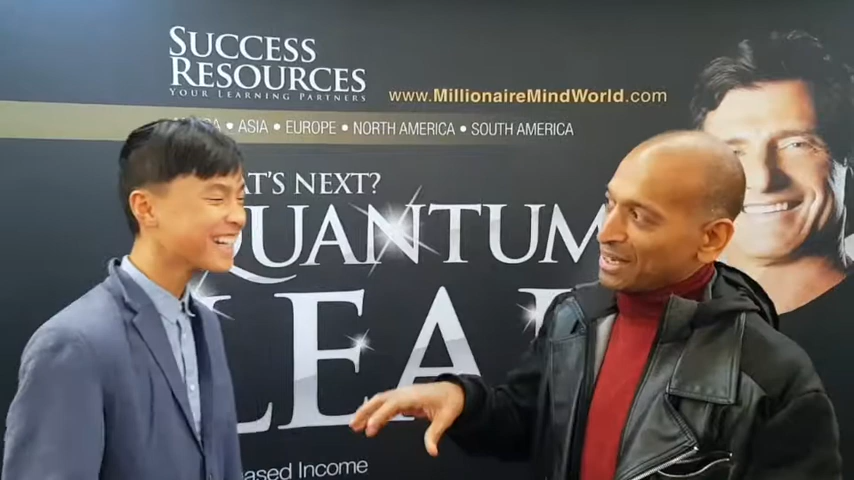 SUCCESS
RESOURCES
YOUR LEARNING PARTNERS
www.MillionaireMindWorld.com
• ASIA • EUROPE • NORTH AMERICA • SOUTH AMERICA
AT'S NEXT?
QUANTUM
LEA
ased Income